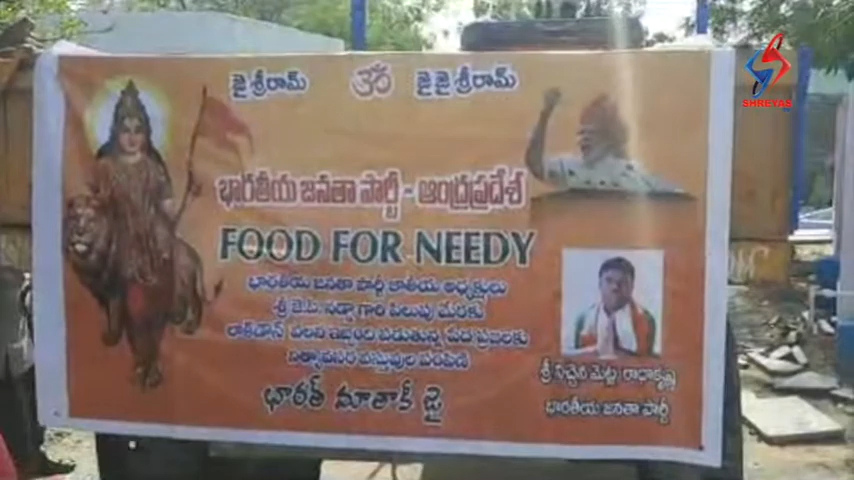 జై శ్రీరామ్ ఓం జైజై శ్రీరామ్
SHREYAS
భారతీయ జనతా పార్టీ - ఆంధ్రప్రదేశ్
FOOD FOR NEEDY
భారతీయ జనతా పార్టీ జాతీయ అధ్యక్షులు
శ్రీ జె.పి. నడ్డా గారి పిలుపు మేరకు
లాక్‌డౌన్ వలన ఇబ్బంది పడుతున్న పేద ప్రజలకు
నిత్యావసర వస్తువుల పంపిణి
భారత్ మాతాకీ జై
శ్రీ నిచ్చెన మెట్ల రాధాకృష్ణ
భారతీయ జనతా పార్టీ